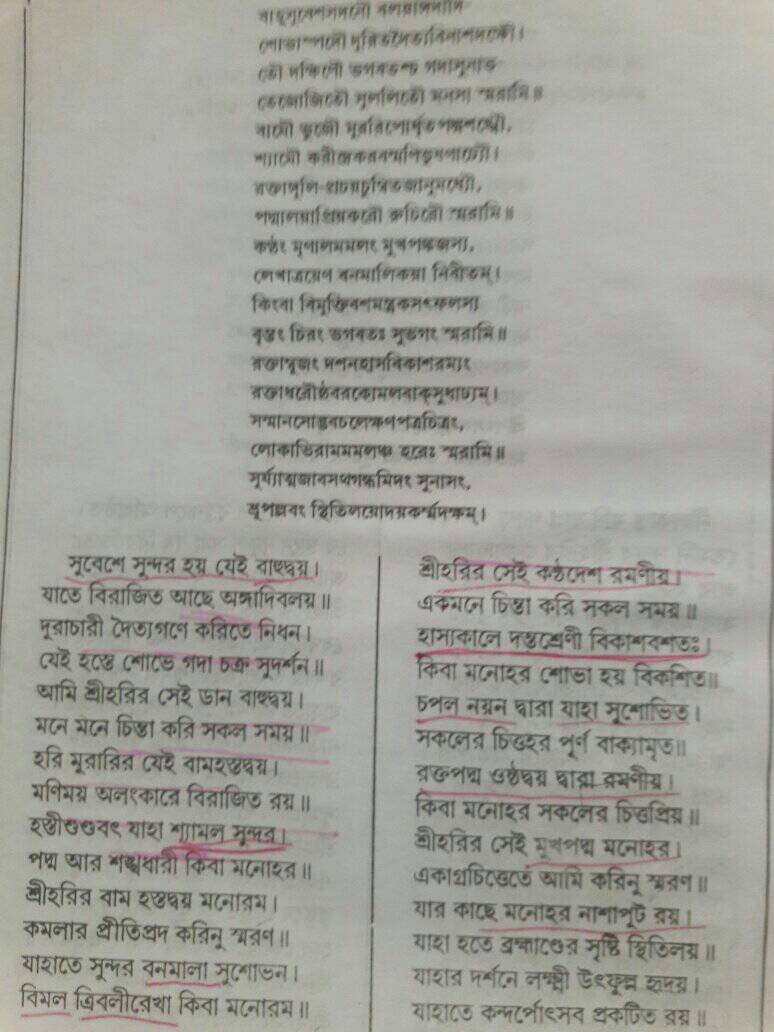 বাহূসুবেশসদনৌ বলয়াঙ্গদাদি
শোভাস্পদৌ দুরিতদৈত্যবিনাশদক্ষৌ।
তৌ দক্ষিণৌ ভগবতশ্চ গদাসুনাভ
তেজোজিতৌ সুললিতৌ মনসা স্মরামি॥
বামৌ ভুজৌ মুররিপোর্ধৃতপদ্মশঙ্খৌ,
শ্যামৌ করীন্দ্রকরবন্মণিভূষণাঢ্যৌ।
রক্তাঙ্গুলি-প্রচয়চুম্বিতজানুমধ্যৌ,
পদ্মালয়াপ্রিয়করৌ রুচিরৌ স্মরামি॥
কণ্ঠং মৃণালমমলং মুখপঙ্কজস্য,
লেখাত্রয়েণ বনমালিকয়া নিবীতম্।
কিংবা বিমুক্তিবশমন্ত্রকসৎফলস্য
বৃন্তং চিরং ভগবতঃ সুভগং স্মরামি॥
রক্তাম্বুজং দশনহাসবিকাশরম্যং
রক্তাধরৌষ্ঠবরকোমলবাক্‌সুধাঢ্যম্।
সন্মানসোদ্ভবচলেক্ষণপত্রচিত্রং,
লোকাভিরামমমলঞ্চ হরেঃ স্মরামি॥
সূর্য্যাত্মজাবসথগন্ধমিদং সুনাসং,
ভ্রূপল্লবং স্থিতিলয়োদয়কর্ম্মদক্ষম্।
সুবেশে সুন্দর হয় যেই বাহুদ্বয়।
যাতে বিরাজিত আছে অঙ্গাদিবলয়॥
দুরাচারী দৈত্যগণে করিতে নিধন।
যেই হস্তে শোভে গদা চক্র সুদর্শন॥
আমি শ্রীহরির সেই ডান বাহুদ্বয়।
মনে মনে চিন্তা করি সকল সময়॥
হরি মুরারির যেই বামহস্তদ্বয়।
মণিময় অলংকারে বিরাজিত রয়॥
হস্তীশুণ্ডবৎ যাহা শ্যামল সুন্দর।
পদ্ম আর শঙ্খধারী কিবা মনোহর॥
শ্রীহরির বাম হস্তদ্বয় মনোরম।
কমলার প্রীতিপ্রদ করিনু স্মরণ॥
যাহাতে সুন্দর বনমালা সুশোভন।
বিমল ত্রিবলীরেখা কিবা মনোরম॥
শ্রীহরির সেই কণ্ঠদেশ রমণীয়।
একমনে চিন্তা করি সকল সময়॥
হাস্যকালে দন্তশ্রেণী বিকাশবশতঃ।
কিবা মনোহর শোভা হয় বিকশিত॥
চপল নয়ন দ্বারা যাহা সুশোভিত।
সকলের চিত্তহর পূর্ণ বাক্যামৃত॥
রক্তপদ্ম ওষ্ঠদ্বয় দ্বারা রমণীয়।
কিবা মনোহর সকলের চিত্তপ্রিয়॥
শ্রীহরির সেই মুখপদ্ম মনোহর।
একাগ্রচিত্তেতে আমি করিনু স্মরণ॥
যার কাছে মনোহর নাশাপুট রয়।
যাহা হতে ব্রহ্মাণ্ডের সৃষ্টি স্থিতিলয়॥
যাহার দর্শনে লক্ষ্মী উৎফুল্ল হৃদয়।
যাহাতে কন্দর্পোৎসব প্রকটিত রয়॥